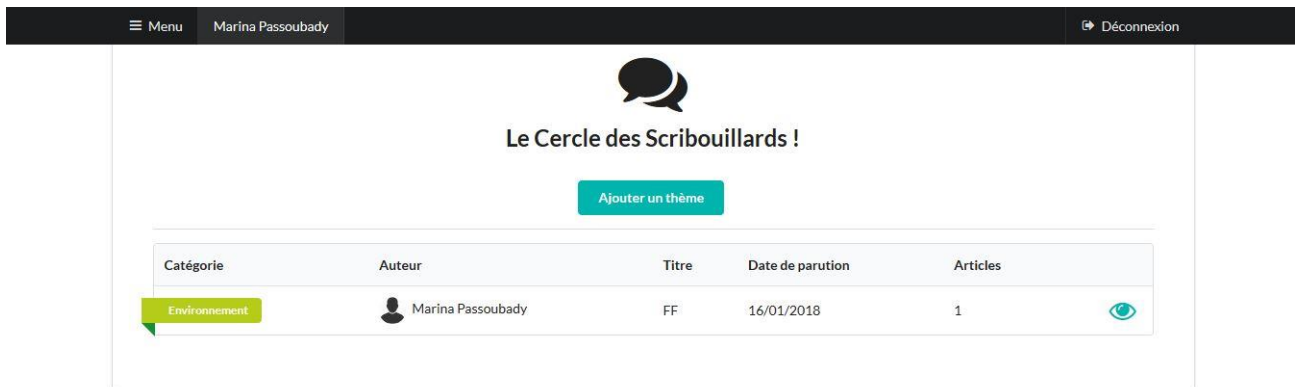 Menu Marina Passoubady Déconnexion
Le Cercle des Scribouillards !
Ajouter un thème
Catégorie Auteur Titre Date de parution Articles
Environnement Marina Passoubady FF 16/01/2018 1